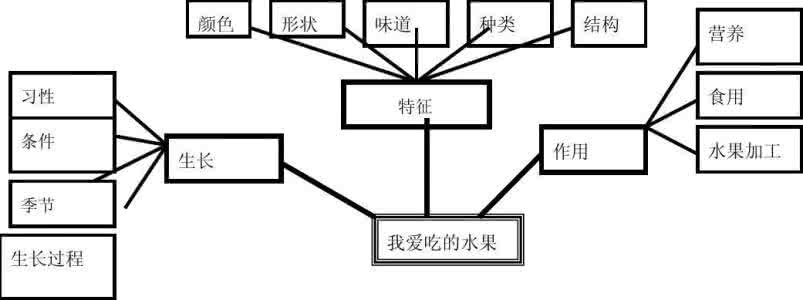 颜色
形状
味道
种类
结构
营养
食用
水果加工
特征
习性
条件
季节
生长过程
生长
作用
我爱吃的水果